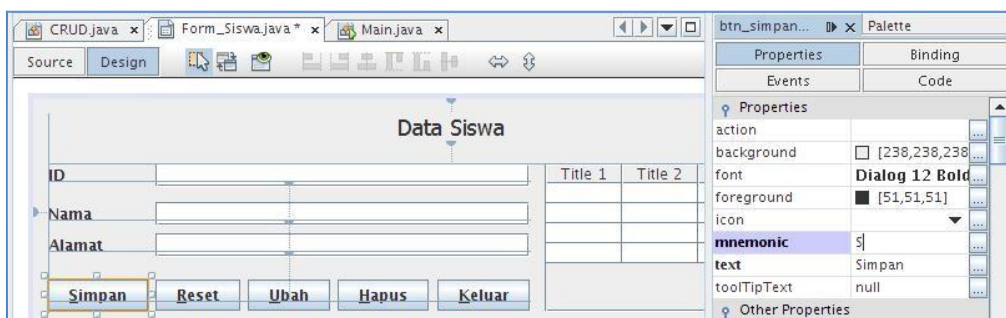 CRUD.java x Form_Siswa.java * x Main.java x
Source Design
Data Siswa
ID
Nama
Alamat
Title 1 Title 2
Simpan Reset Ubah Hapus Keluar
btn_simpan... x Palette
Properties Binding
Events Code
Properties
action ...
background [238,238,238 ...
font Dialog 12 Bold ...
foreground [51,51,51] ...
icon ...
mnemonic S ...
text Simpan ...
toolTipText null ...
Other Properties